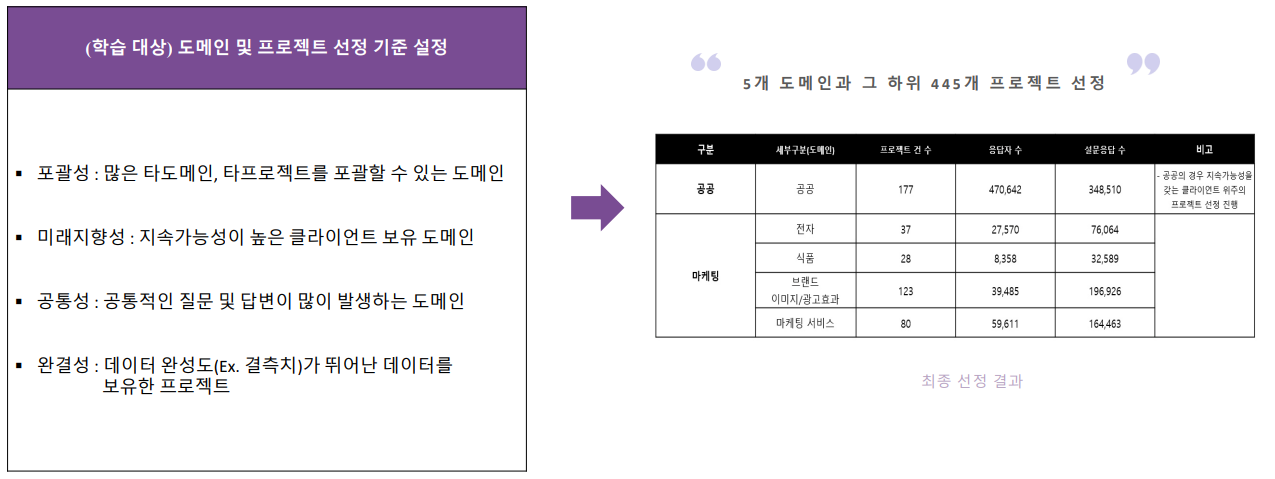 (학습 대상) 도메인 및 프로젝트 선정 기준 설정
▪ 포괄성 : 많은 타도메인, 타프로젝트를 포괄할 수 있는 도메인
▪ 미래지향성 : 지속가능성이 높은 클라이언트 보유 도메인
▪ 공통성 : 공통적인 질문 및 답변이 많이 발생하는 도메인
▪ 완결성 : 데이터 완성도(Ex. 결측치)가 뛰어난 데이터를
보유한 프로젝트
“ 5개 도메인과 그 하위 445개 프로젝트 선정 ”
구분 세부구분(도메인) 프로젝트 건 수 응답자 수 설문응답 수 비고
공공 공공 177 470,642 348,510
- 공공의 경우 지속가능성을
갖는 클라이언트 위주의
프로젝트 선정 진행
마케팅
전자 37 27,570 76,064
식품 28 8,358 32,589
브랜드
이미지/광고효과 123 39,485 196,926
마케팅 서비스 80 59,611 164,463
최종 선정 결과